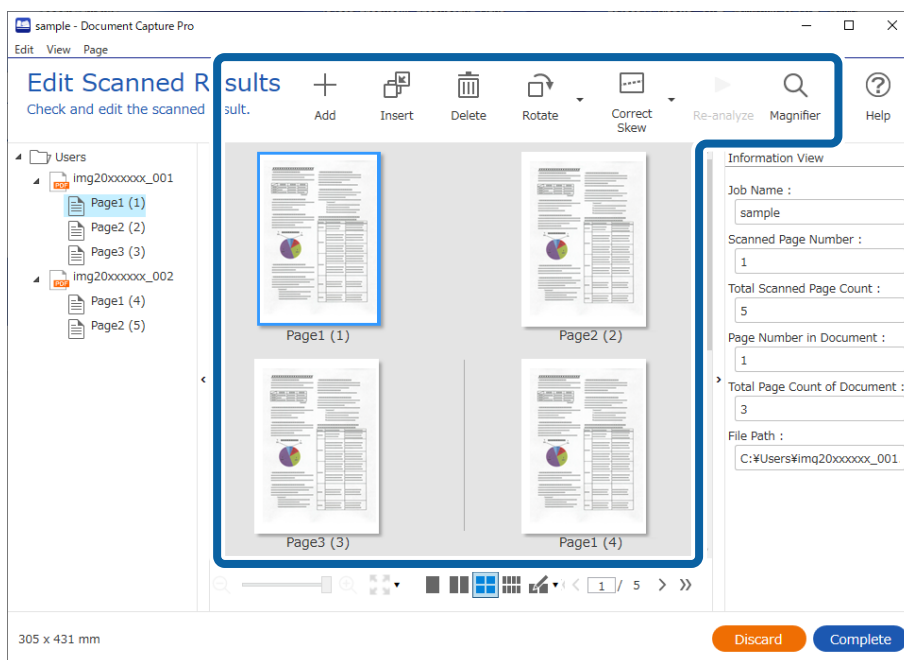 sample - Document Capture Pro
Edit View Page
Edit Scanned R sults
Check and edit the scanned sult.
Add
Insert
Delete
Rotate
Correct Skew
Re-analyze
Magnifier
Help
Users
PDF img20xxxxxx_001
Page1 (1)
Page2 (2)
Page3 (3)
PDF img20xxxxxx_002
Page1 (4)
Page2 (5)
Page1 (1)
Page2 (2)
Page3 (3)
Page1 (4)
Information View
Job Name :
sample
Scanned Page Number :
1
Total Scanned Page Count :
5
Page Number in Document :
1
Total Page Count of Document :
3
File Path :
C:¥Users¥img20xxxxxx_001
1 / 5
305 x 431 mm
Discard
Complete